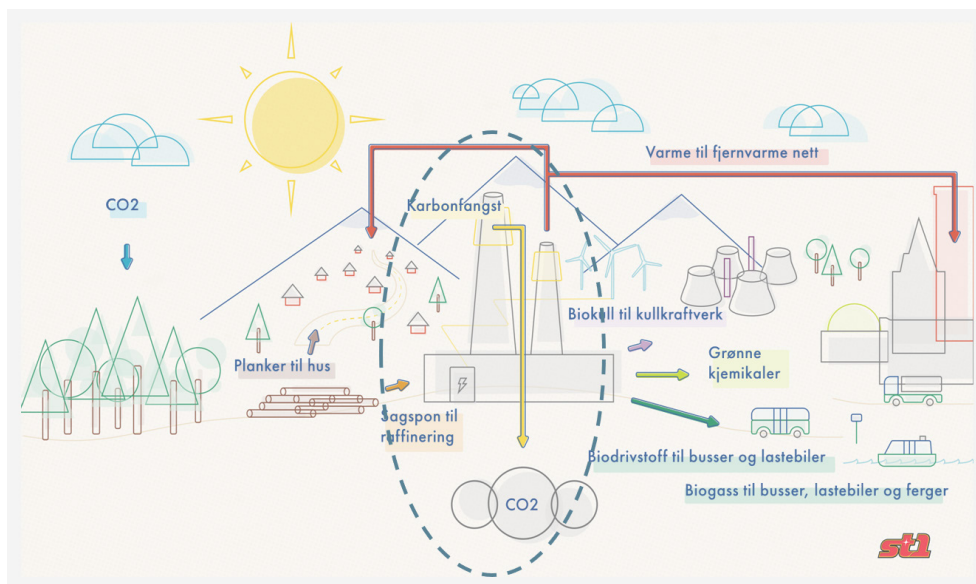 Varme til fjernvarme nett
CO2
Karbonfangst
Biokull til kullkraftverk
Planker til hus
Grønne
kjemikaler
Sagspon til
raffinering
Biodrivstoff til busser og lastebiler
Biogass til busser, lastebiler og ferger
CO2
st1